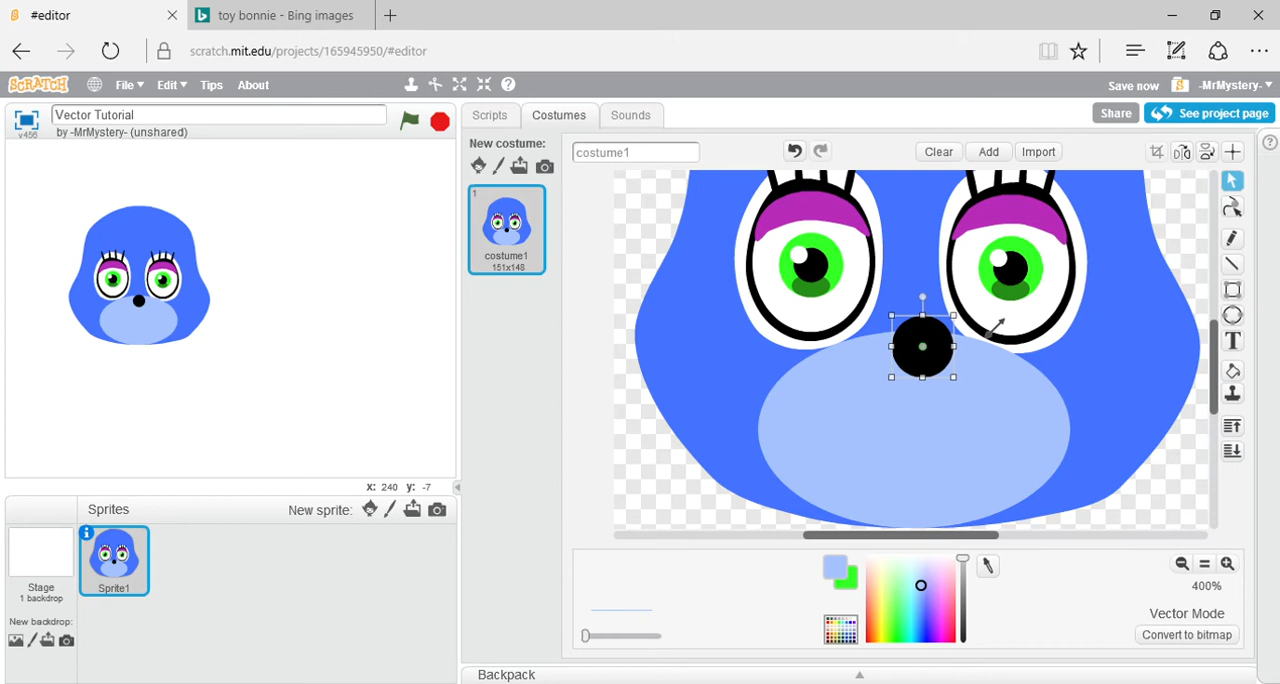 #editor
toy bonnie - Bing images
scratch.mit.edu/projects/165945950/#editor
SCRATCH File Edit Tips About Save now -MrMystery-
Vector Tutorial
by -MrMystery- (unshared)
v456
Scripts Costumes Sounds
Share See project page
New costume:
costume1
Clear Add Import
1
costume1
151x148
T
x: 240 y: -7
Sprites New sprite:
Stage
1 backdrop
Sprite1
New backdrop:
400%
Vector Mode
Convert to bitmap
Backpack